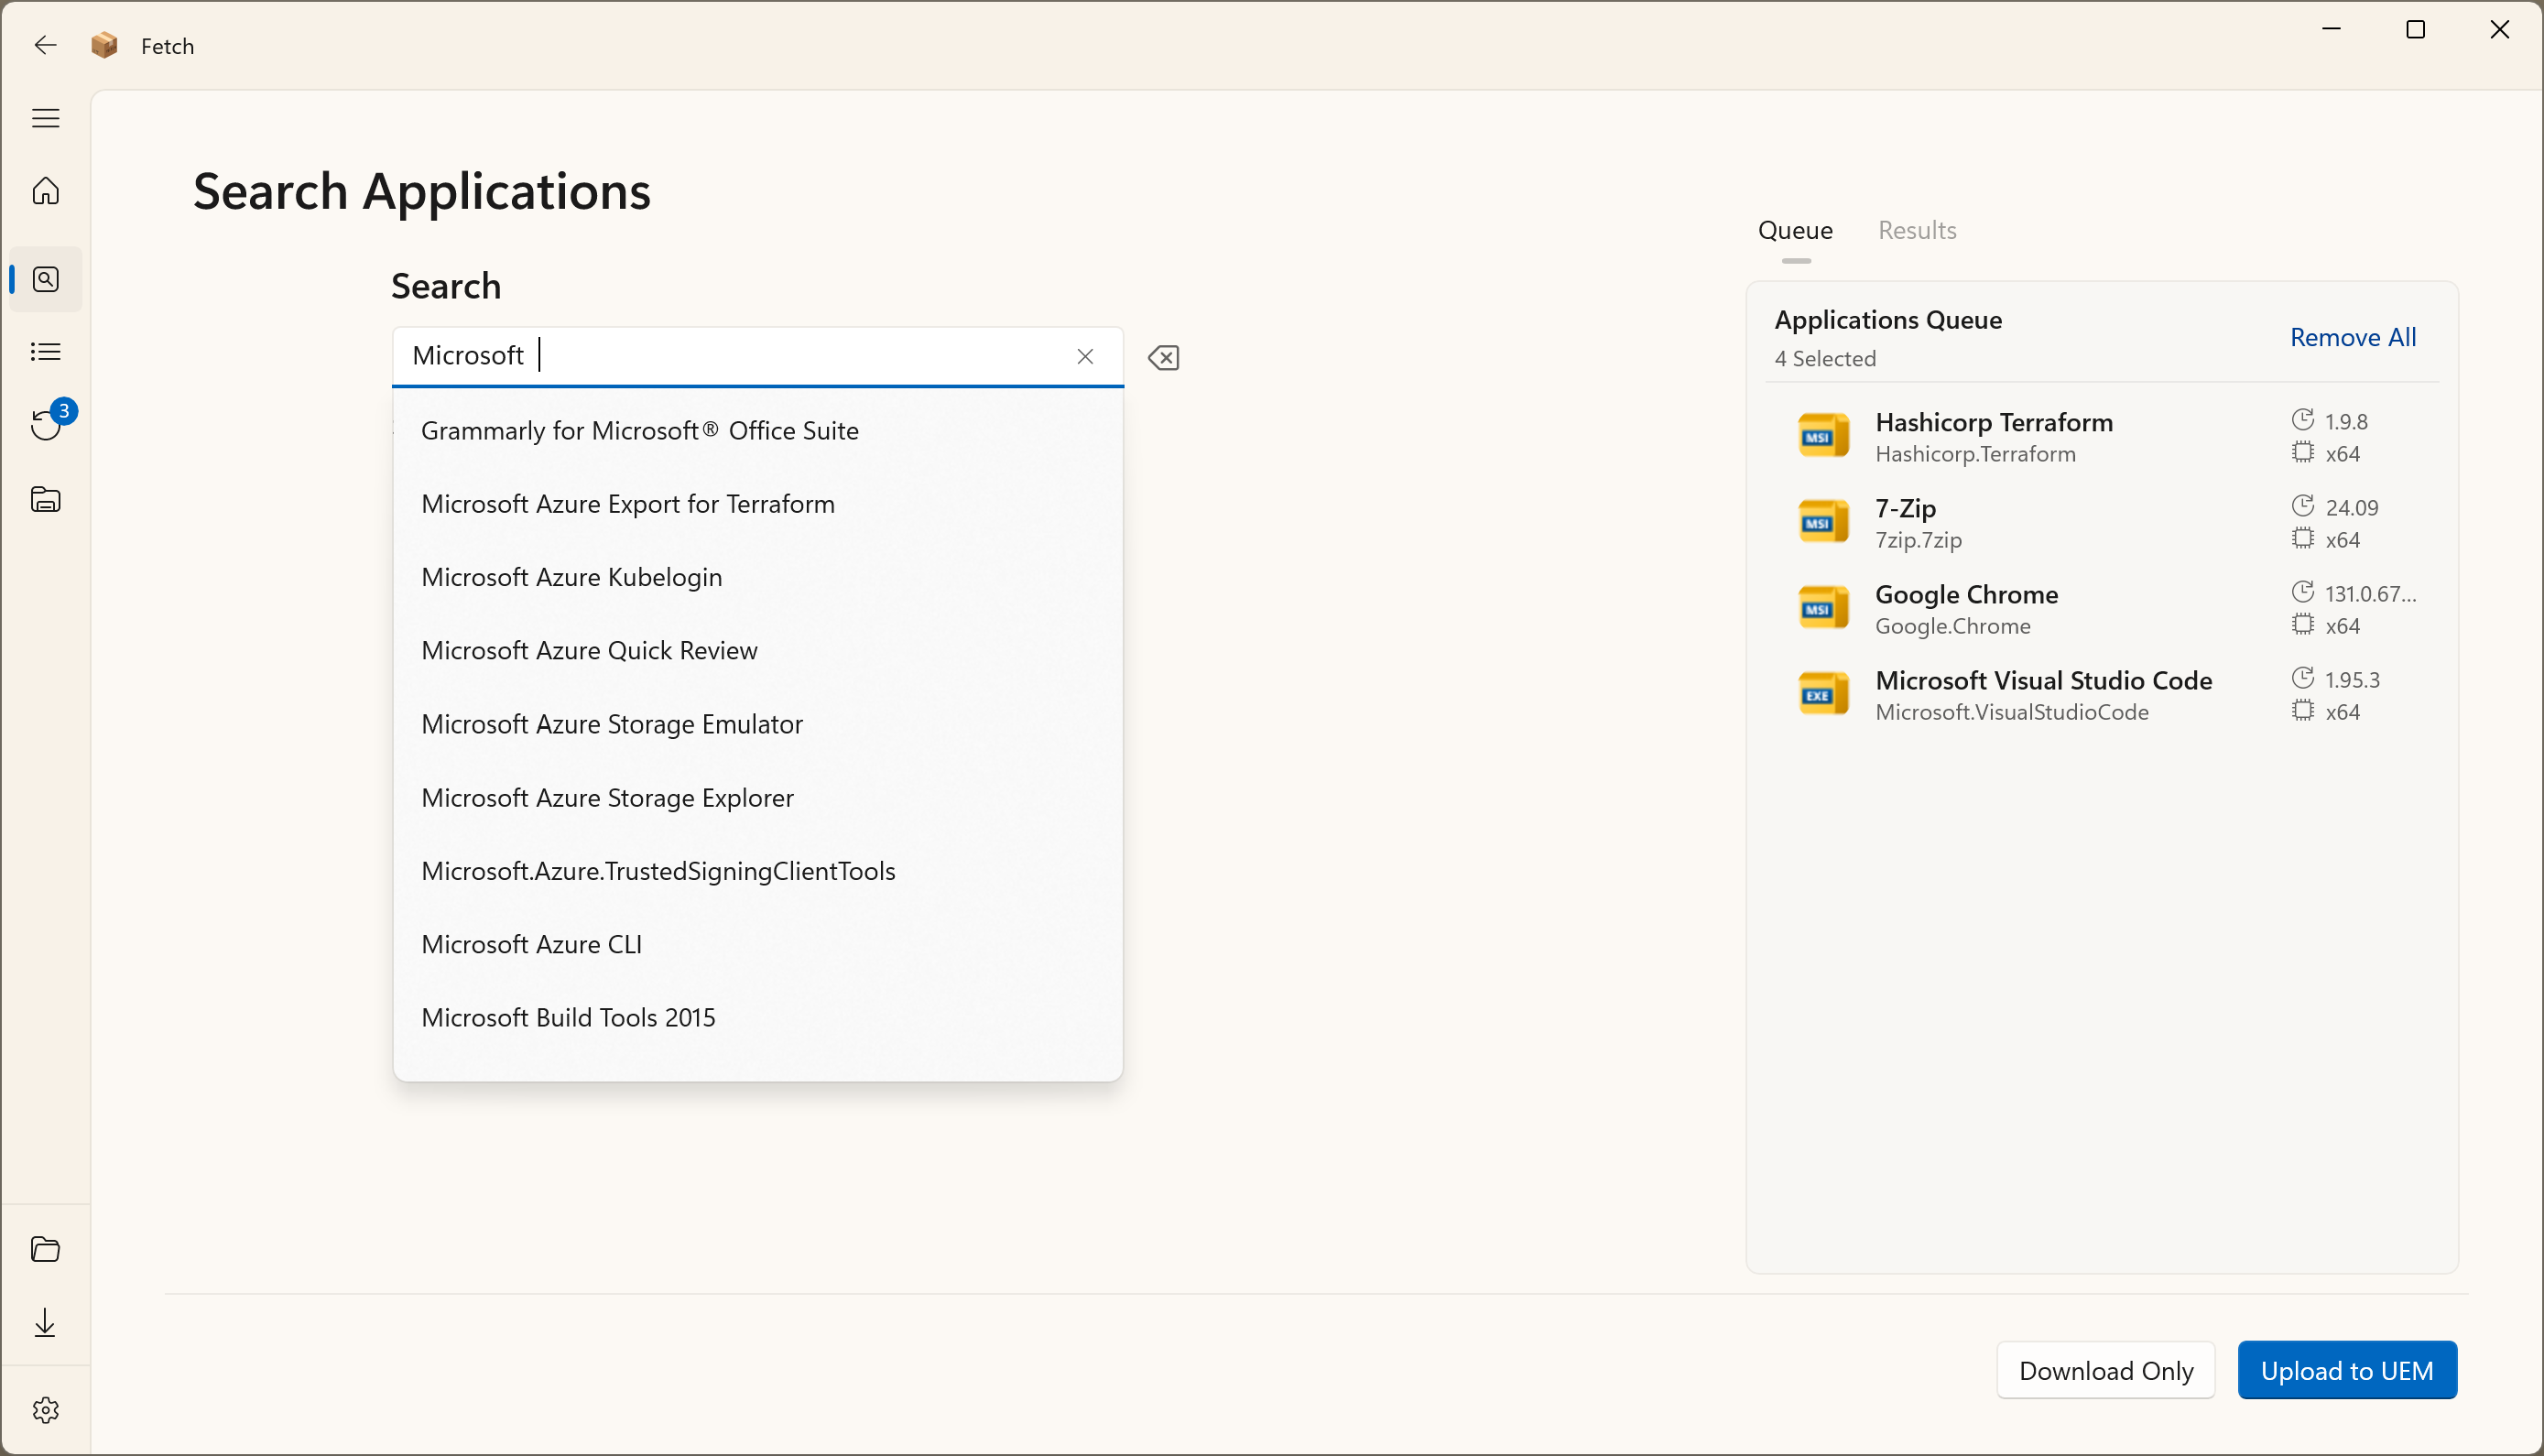 Fetch
Search Applications
Search
Microsoft
Grammarly for Microsoft® Office Suite
Microsoft Azure Export for Terraform
Microsoft Azure Kubelogin
Microsoft Azure Quick Review
Microsoft Azure Storage Emulator
Microsoft Azure Storage Explorer
Microsoft.Azure.TrustedSigningClientTools
Microsoft Azure CLI
Microsoft Build Tools 2015
3
Queue Results
Applications Queue
4 Selected
Remove All
MSI
Hashicorp Terraform
Hashicorp.Terraform
1.9.8
x64
MSI
7-Zip
7zip.7zip
24.09
x64
MSI
Google Chrome
Google.Chrome
131.0.67...
x64
EXE
Microsoft Visual Studio Code
Microsoft.VisualStudioCode
1.95.3
x64
Download Only
Upload to UEM